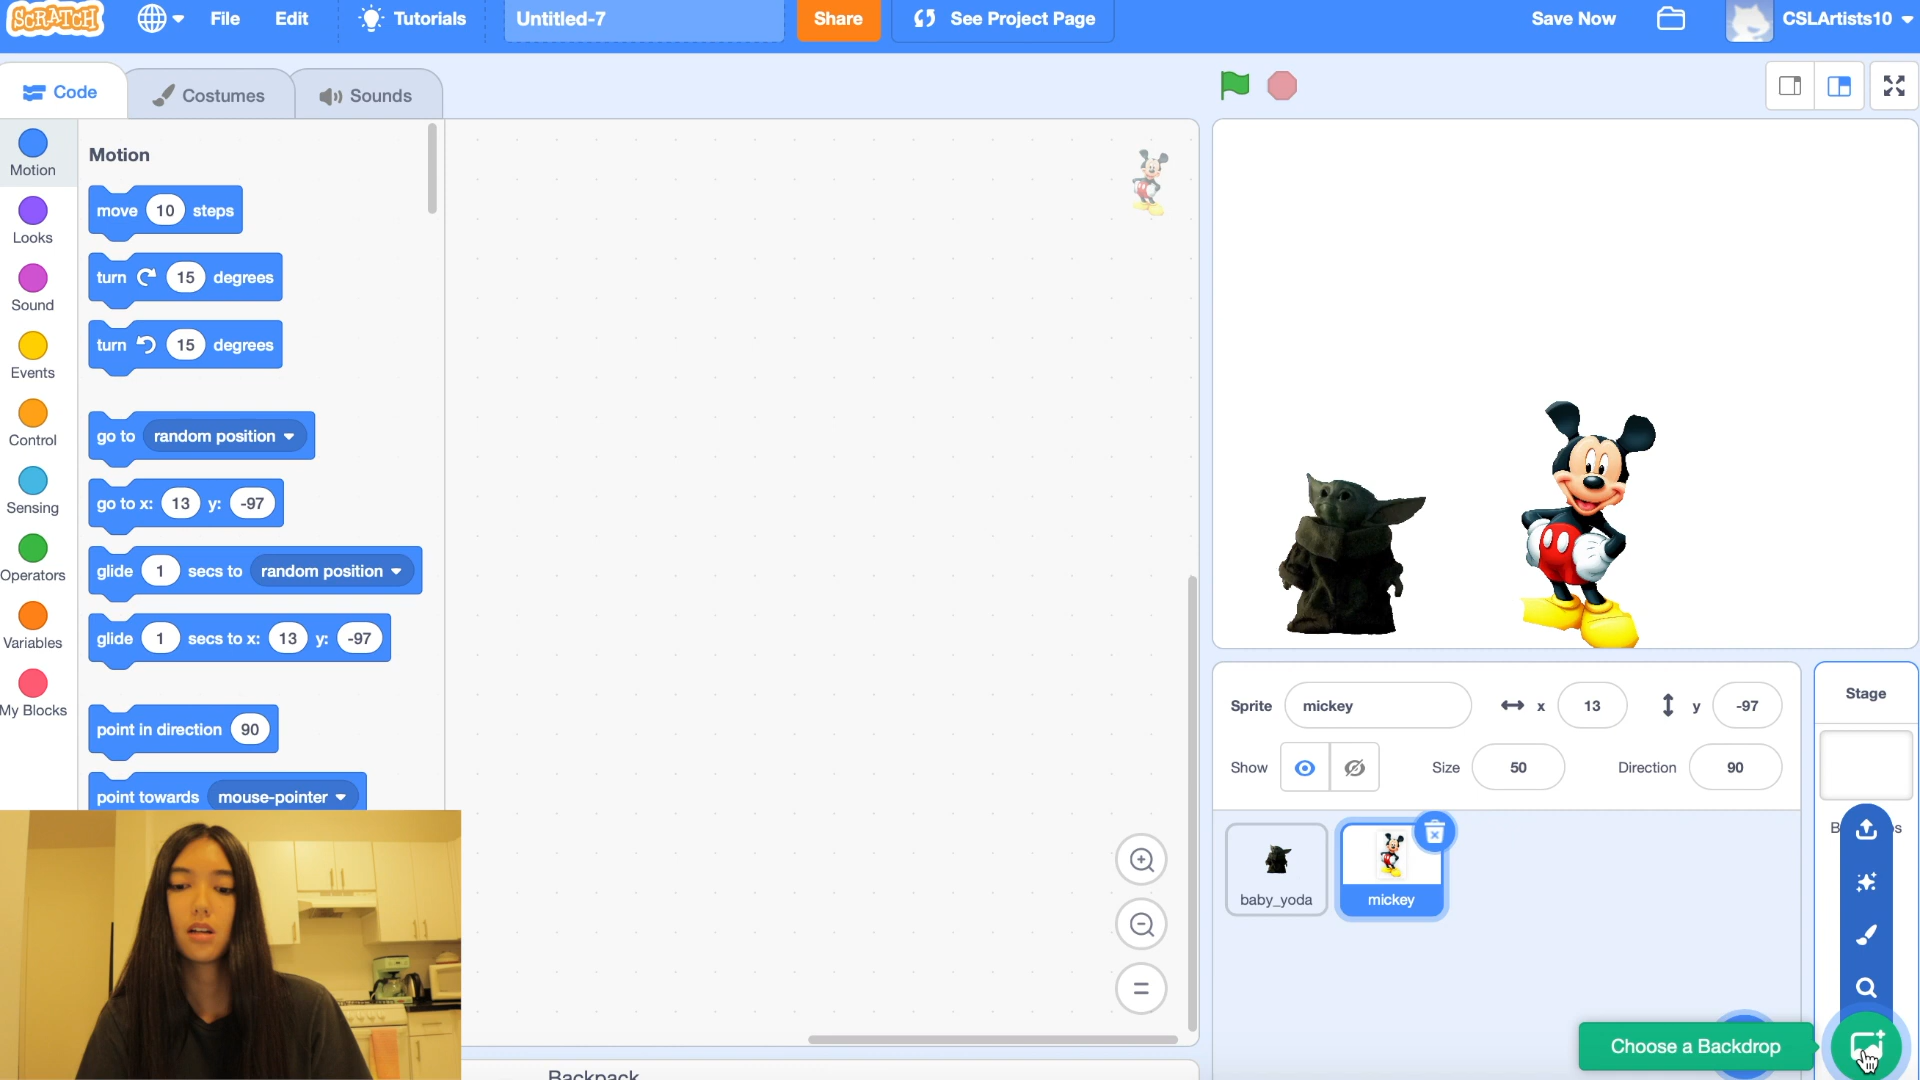 SCRATCH File Edit Tutorials Untitled-7 Share See Project Page Save Now CSLArtists10
Code Costumes Sounds
Motion
Looks
Sound
Events
Control
Sensing
Operators
Variables
My Blocks
Motion
move 10 steps
turn 15 degrees
turn 15 degrees
go to random position
go to x: 13 y: -97
glide 1 secs to random position
glide 1 secs to x: 13 y: -97
point in direction 90
point towards mouse-pointer
Sprite mickey x 13 y -97
Show Size 50 Direction 90
baby_yoda mickey
Stage
Choose a Backdrop
Backpack